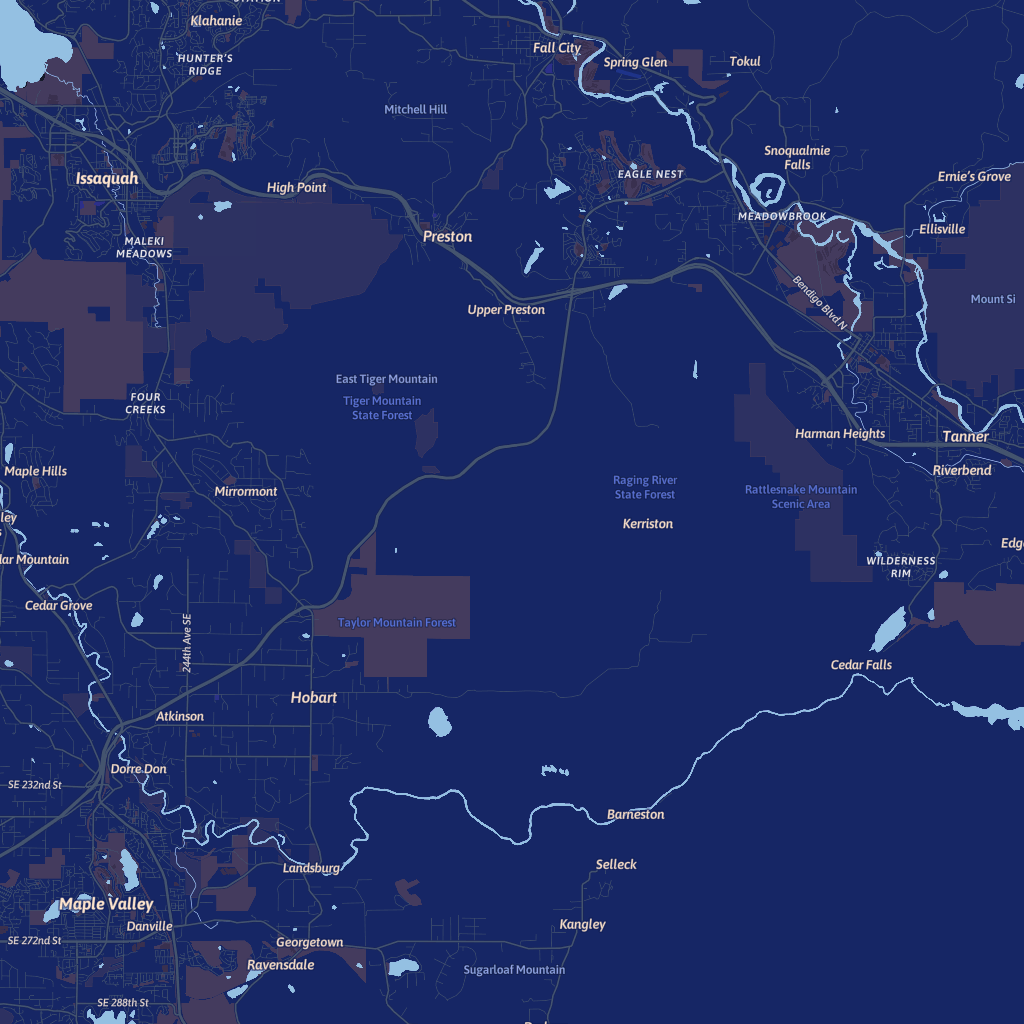 Klahanie
Fall City
HUNTER'S
RIDGE
Spring Glen
Tokul
Mitchell Hill
Snoqualmie
Falls
Issaquah
High Point
EAGLE NEST
Ernie's Grove
MEADOWBROOK
Ellisville
Preston
MALEKI
MEADOWS
Bendigo Blvd N
Mount Si
Upper Preston
East Tiger Mountain
Tiger Mountain
State Forest
FOUR
CREEKS
Harman Heights
Tanner
Maple Hills
Riverbend
Mirrormont
Raging River
State Forest
Rattlesnake Mountain
Scenic Area
ley
Kerriston
Edge
lar Mountain
WILDERNESS
RIM
Cedar Grove
Taylor Mountain Forest
244th Ave SE
Cedar Falls
Hobart
Atkinson
Dorre Don
SE 232nd St
Barneston
Landsburg
Selleck
Maple Valley
Danville
Kangley
SE 272nd St
Georgetown
Ravensdale
Sugarloaf Mountain
SE 288th St